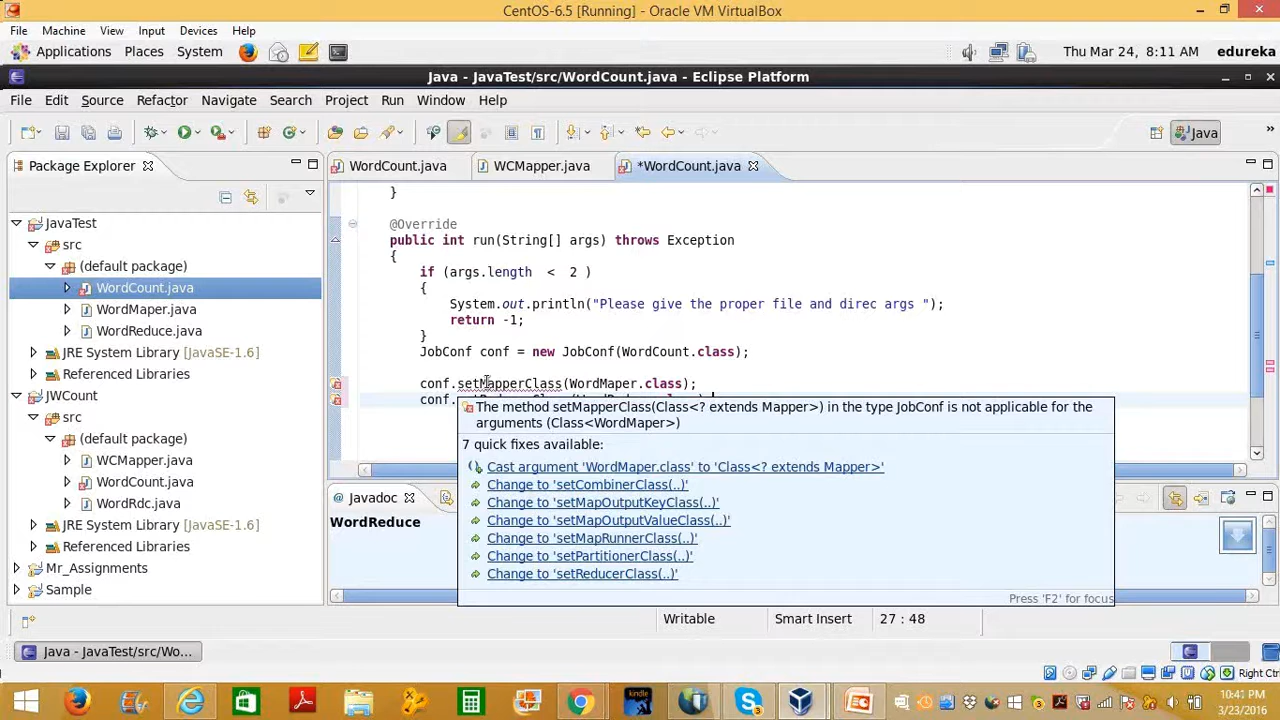 CentOS-6.5 [Running] - Oracle VM VirtualBox
File Machine View Input Devices Help
Applications Places System Thu Mar 24, 8:11 AM edureka
Java - JavaTest/src/WordCount.java - Eclipse Platform
File Edit Source Refactor Navigate Search Project Run Window Help
Java
Package Explorer
WordCount.java WCMapper.java *WordCount.java
JavaTest
src
(default package)
WordCount.java
WordMaper.java
WordReduce.java
JRE System Library [JavaSE-1.6]
Referenced Libraries
JWCount
src
(default package)
WCMapper.java
WordCount.java
WordRdc.java
JRE System Library [JavaSE-1.6]
Referenced Libraries
Mr_Assignments
Sample
}
@Override
public int run(String[] args) throws Exception
{
if (args.length < 2 )
{
System.out.println("Please give the proper file and direc args ");
return -1;
}
JobConf conf = new JobConf(WordCount.class);
conf.setMapperClass(WordMaper.class);
conf.
The method setMapperClass(Class<? extends Mapper>) in the type JobConf is not applicable for the
arguments (Class<WordMaper>)
7 quick fixes available:
Cast argument 'WordMaper.class' to 'Class<? extends Mapper>'
Change to 'setCombinerClass(..)'
Change to 'setMapOutputKeyClass(..)'
Change to 'setMapOutputValueClass(..)'
Change to 'setMapRunnerClass(..)'
Change to 'setPartitionerClass(..)'
Change to 'setReducerClass(..)'
Press 'F2' for focus
Javadoc
WordReduce
Writable Smart Insert 27 : 48
Java - JavaTest/src/Wo...
Right Ctrl
kindle
10:41 PM
3/23/2016